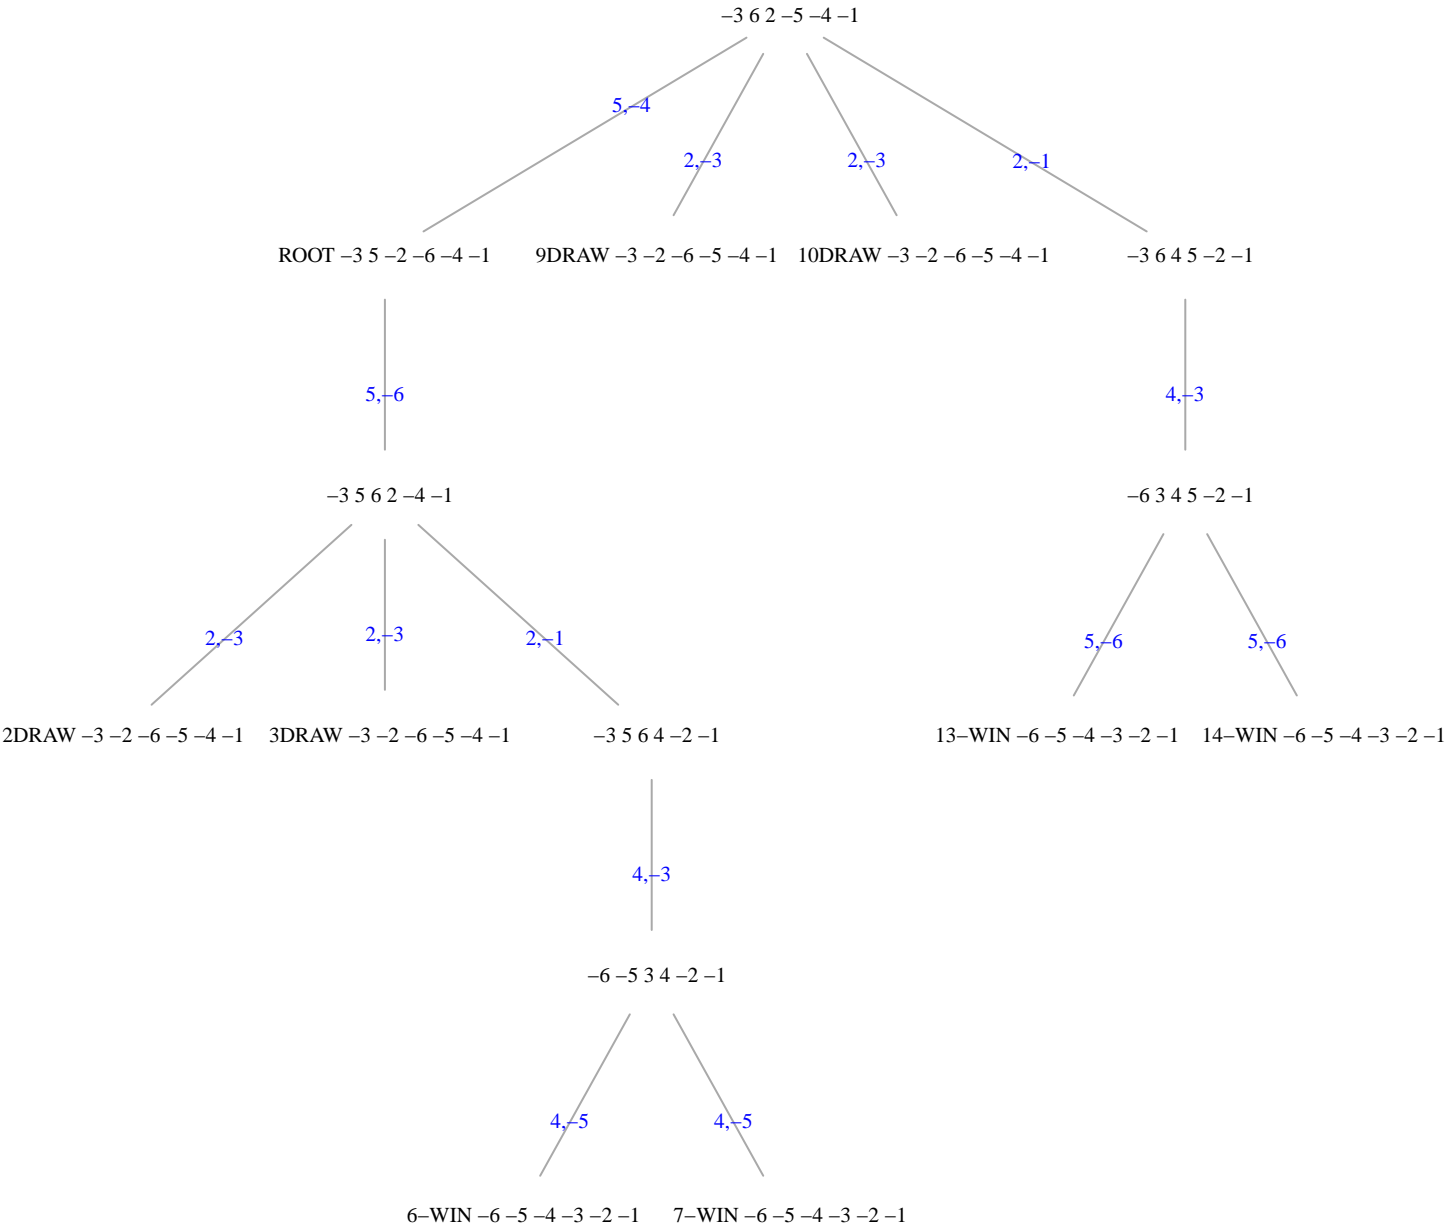 –3 6 2 –5 –4 –1
5,–4
2,–3
2,–3
2,–1
ROOT –3 5 –2 –6 –4 –1
9DRAW –3 –2 –6 –5 –4 –1
10DRAW –3 –2 –6 –5 –4 –1
–3 6 4 5 –2 –1
5,–6
4,–3
–3 5 6 2 –4 –1
–6 3 4 5 –2 –1
2,–3
2,–3
2,–1
5,–6
5,–6
2DRAW –3 –2 –6 –5 –4 –1
3DRAW –3 –2 –6 –5 –4 –1
–3 5 6 4 –2 –1
13–WIN –6 –5 –4 –3 –2 –1
14–WIN –6 –5 –4 –3 –2 –1
4,–3
–6 –5 3 4 –2 –1
4,–5
4,–5
6–WIN –6 –5 –4 –3 –2 –1
7–WIN –6 –5 –4 –3 –2 –1